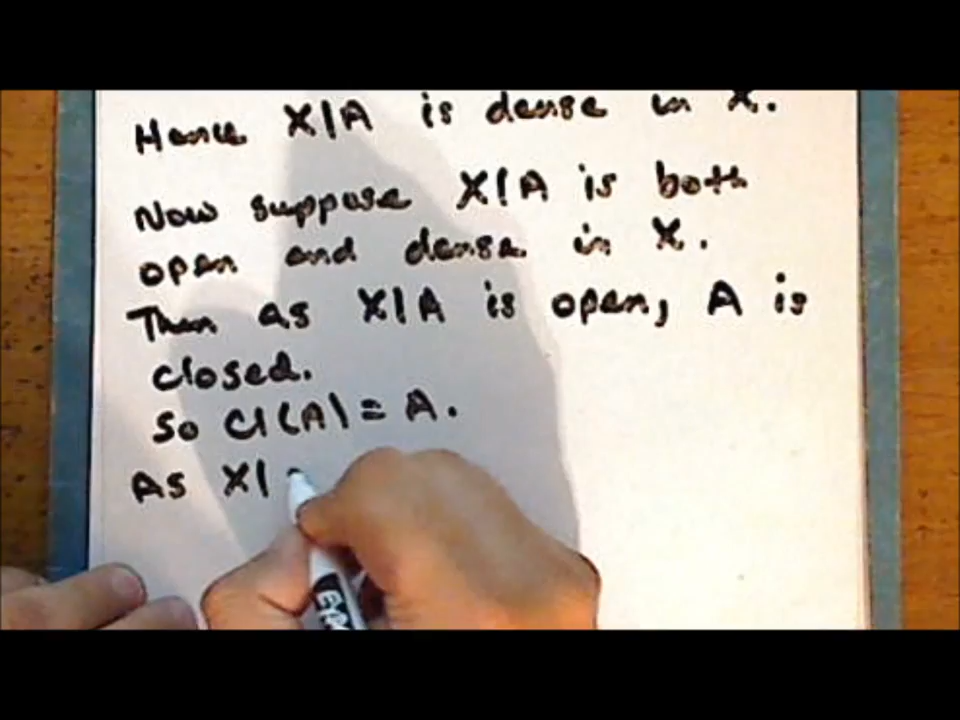 Hence X|A is dense in X.
Now suppose X|A is both
open and dense in X.
Then as X|A is open, A is
closed.
So Cl(A) = A.
As X|